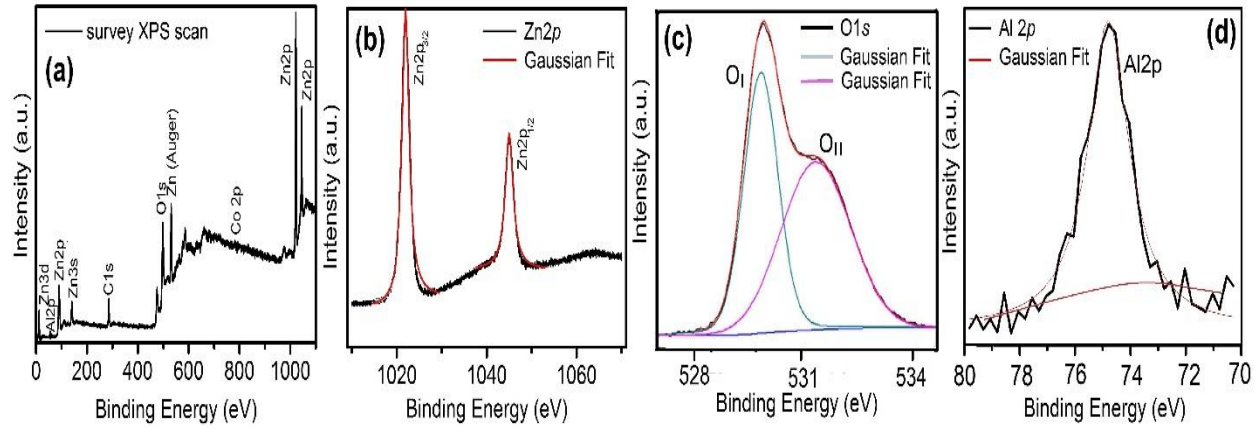 survey XPS scan
(a)
Zn3d
Al2p
Zn2p
Zn3s
C1s
O1s
Zn (Auger)
Co 2p
Zn2p
Zn2p
Intensity (a.u.)
0 200 400 600 800 1000
Binding Energy (eV)
(b)
Zn2p
Gaussian Fit
Zn2p3/2
Zn2p1/2
Intensity (a.u.)
1020 1040 1060
Binding Energy (eV)
(c)
O1s
Gaussian Fit
Gaussian Fit
OI
OII
Intensity (a.u.)
528 531 534
Binding Energy (eV)
Al 2p
(d)
Gaussian Fit
Al2p
Intensity (a.u.)
80 78 76 74 72 70
Binding Energy (eV)